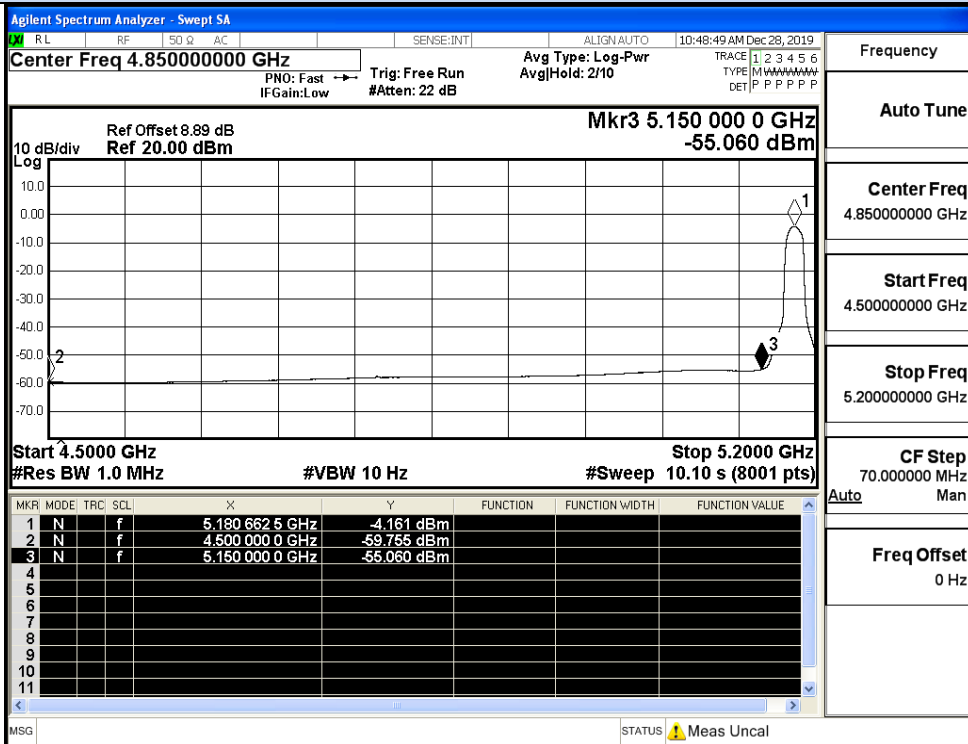 Agilent Spectrum Analyzer - Swept SA
LXI RL RF 50 Ω AC SENSE:INT ALIGN AUTO 10:48:49 AM Dec 28, 2019
Center Freq 4.850000000 GHz
PNO: Fast
IFGain:Low
Trig: Free Run
#Atten: 22 dB
Avg Type: Log-Pwr
Avg|Hold: 2/10
TRACE 1 2 3 4 5 6
TYPE M WWWWW
DET P P P P P P
Ref Offset 8.89 dB
10 dB/div Ref 20.00 dBm
Log
Mkr3 5.150 000 0 GHz
-55.060 dBm
10.0
0.00
-10.0
-20.0
-30.0
-40.0
-50.0
-60.0
-70.0
1
2
3
Start 4.5000 GHz Stop 5.2000 GHz
#Res BW 1.0 MHz #VBW 10 Hz #Sweep 10.10 s (8001 pts)
MKR MODE TRC SCL X Y FUNCTION FUNCTION WIDTH FUNCTION VALUE
1 N f 5.180 662 5 GHz -4.161 dBm
2 N f 4.500 000 0 GHz -59.755 dBm
3 N f 5.150 000 0 GHz -55.060 dBm
4
5
6
7
8
9
10
11
MSG STATUS Meas Uncal
Frequency
Auto Tune
Center Freq
4.850000000 GHz
Start Freq
4.500000000 GHz
Stop Freq
5.200000000 GHz
CF Step
70.000000 MHz
Auto Man
Freq Offset
0 Hz